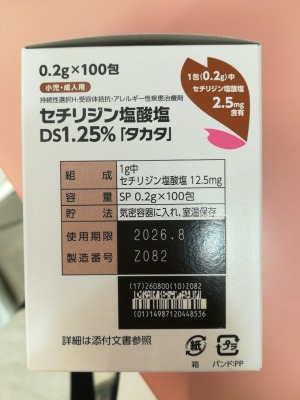 0.2g×100包
小児・成人用
持続性選択H₁受容体拮抗・アレルギー性疾患治療剤
セチリジン塩酸塩
DS1.25%「タカタ」
1包(0.2g)中
セチリジン塩酸塩
2.5mg
含有
組成 1g中 セチリジン塩酸塩 12.5mg
容量 SP 0.2g×100包
貯法 気密容器に入れ、室温保存
使用期限 2026.8
製造番号 Z082
(17)260800(10)Z082
(01)14987120448536
詳細は添付文書参照
紙
箱
プラ
バンド:PP